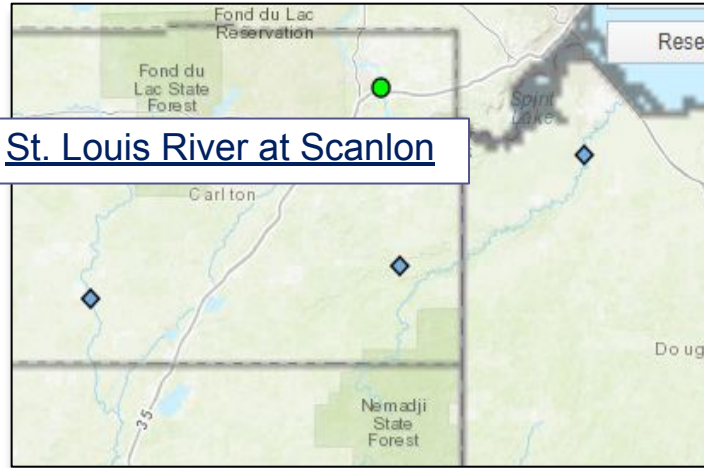 Fond du Lac
Reservation
Rese
Fond du
Lac State
Forest
Spirit
Lake
St. Louis River at Scanlon
Carlton
Doug
Nemadji
State
Forest
35